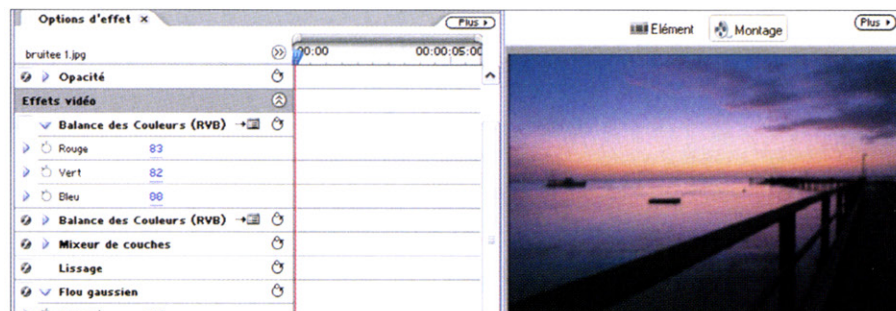 Options d'effet ×
Plus
bruitee 1.jpg
00:00
00:00:05:00
Opacité
Effets vidéo
Balance des Couleurs (RVB)
Rouge 83
Vert 82
Bleu
Balance des Couleurs (RVB)
Mixeur de couches
Lissage
Flou gaussien
Elément
Montage
Plus